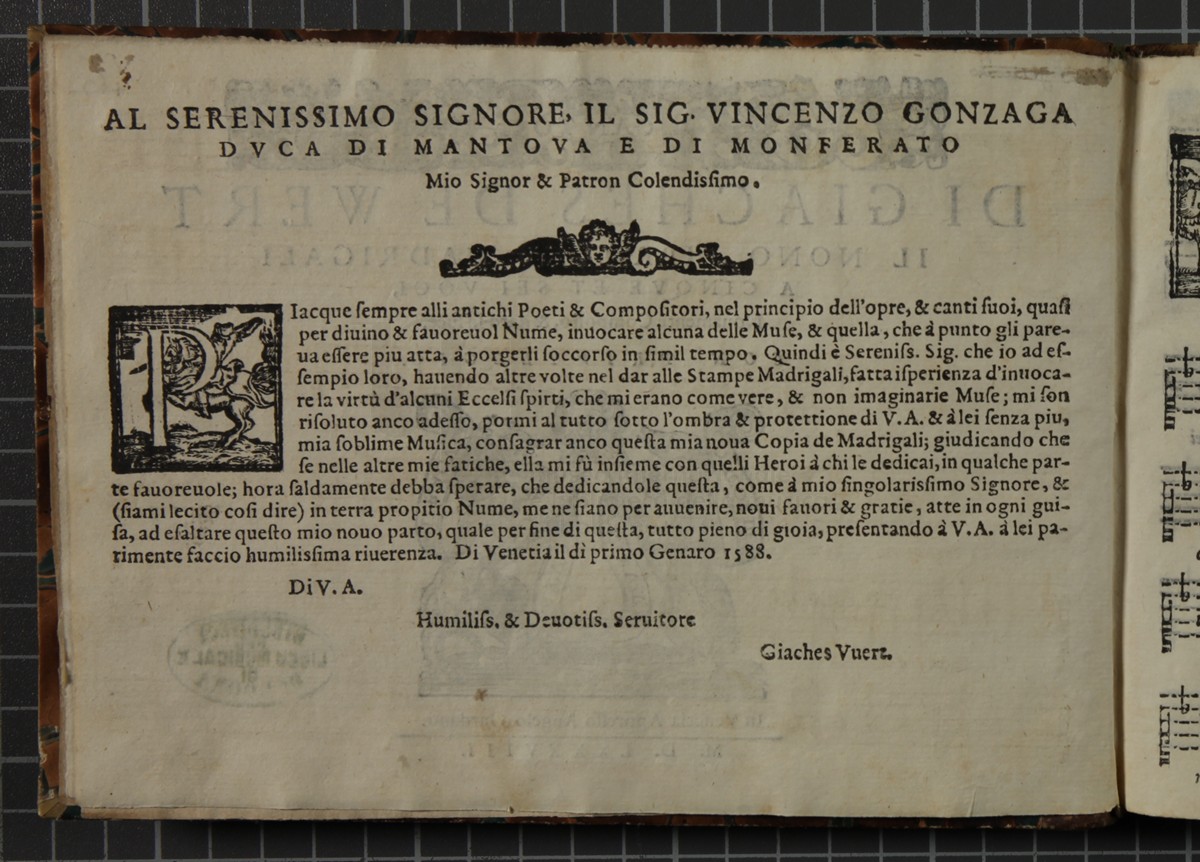 AL SERENISSIMO SIGNORE, IL SIG. VINCENZO GONZAGA
DVCA DI MANTOVA E DI MONFERATO
Mio Signor & Patron Colendiſſimo.
PIacque ſempre alli antichi Poeti & Compoſitori, nel principio dell'opre, & canti ſuoi, quaſi
per diuino & fauoreuol Nume, inuocare alcuna delle Muſe, & quella, che à punto gli pare-
ua eſſere piu atta, à porgerli ſoccorſo in ſimil tempo. Quindi è Sereniſs. Sig. che io ad eſ-
ſempio loro, hauendo altre volte nel dar alle Stampe Madrigali, fatta iſperienza d'inuoca-
re la virtù d'alcuni Eccelſi ſpirti, che mi erano come vere, & non imaginarie Muſe; mi ſon
riſoluto anco adeſſo, pormi al tutto ſotto l'ombra & protettione di V. A. & à lei ſenza piu,
mia ſoblime Muſica, conſagrar anco queſta mia noua Copia de Madrigali; giudicando che
ſe nelle altre mie fatiche, ella mi fù inſieme con quelli Heroi à chi le dedicai, in qualche par-
te fauoreuole; hora ſaldamente debba ſperare, che dedicandole queſta, come à mio ſingolariſſimo Signore, &
(ſiami lecito coſi dire) in terra propitio Nume, me ne ſiano per auuenire, noui fauori & gratie, atte in ogni gui-
ſa, ad eſaltare queſto mio nouo parto, quale per fine di queſta, tutto pieno di gioia, preſentando à V. A. à lei pa-
rimente faccio humiliſſima riuerenza. Di Venetia il dì primo Genaro 1588.
Di V. A.
Humiliſs. & Deuotiſs. Seruitore
Giaches Vuert.